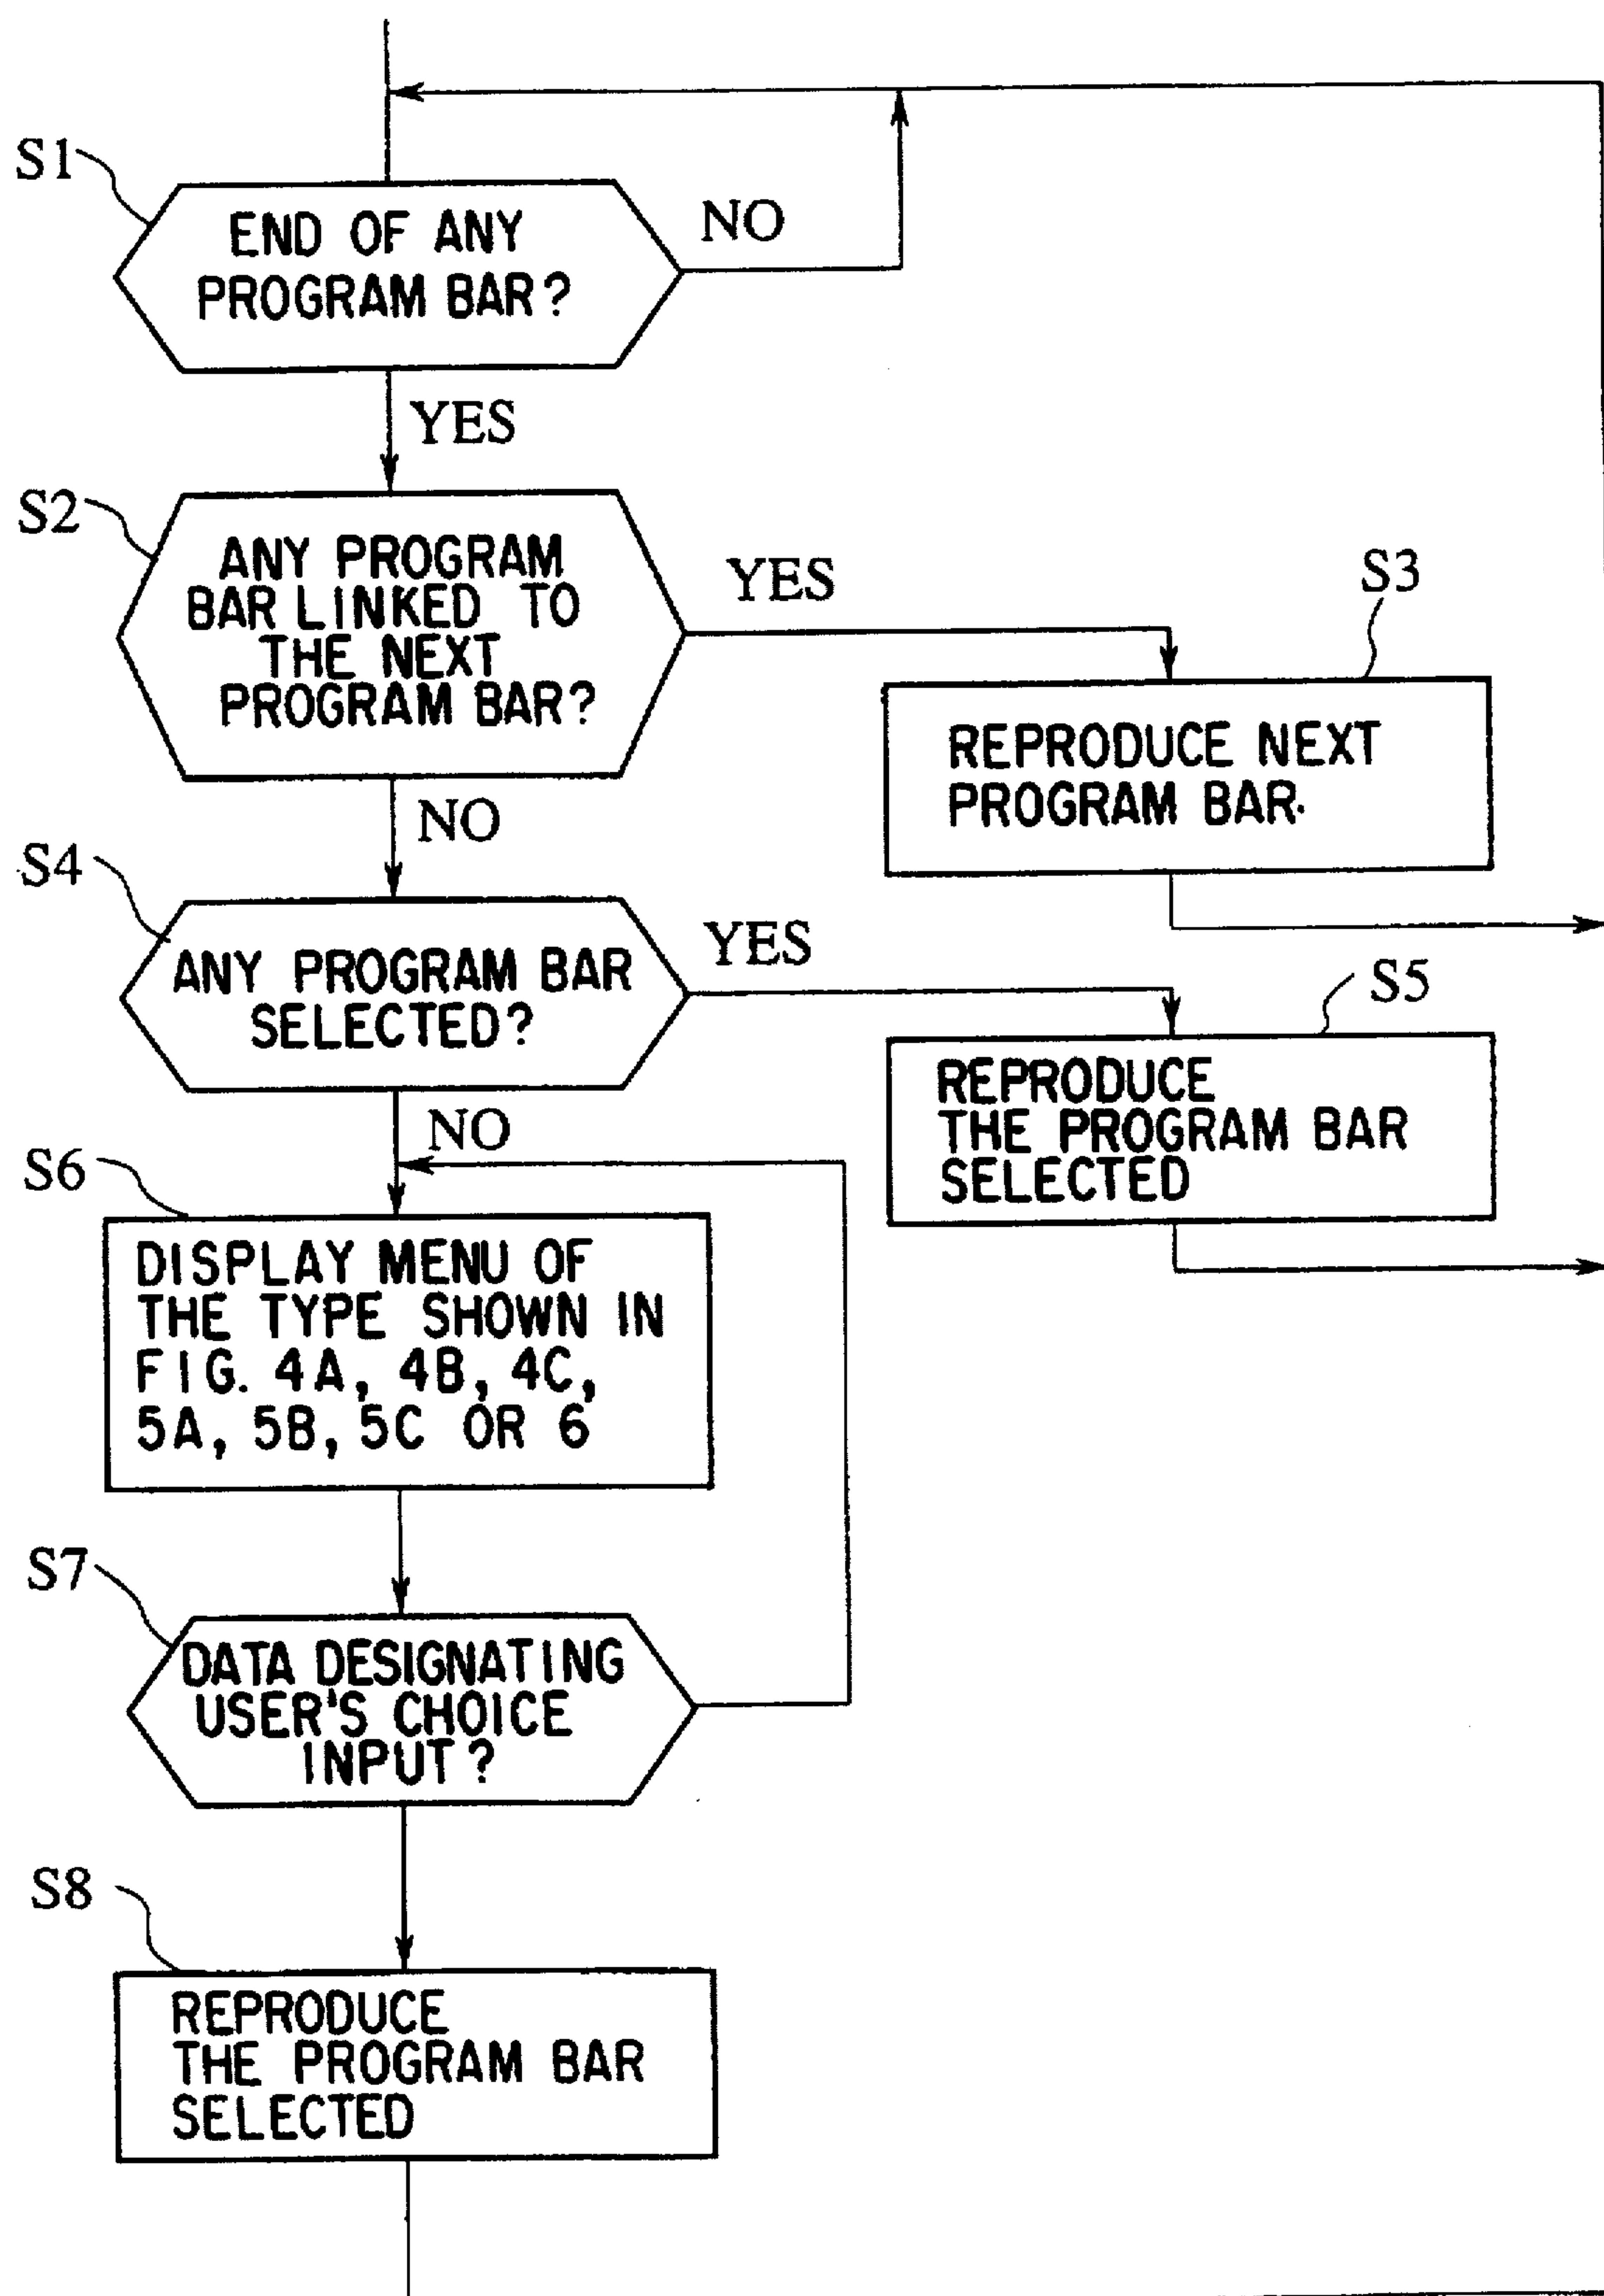 S1
END OF ANY
PROGRAM BAR?
NO
YES
S2
ANY PROGRAM
BAR LINKED TO
THE NEXT
PROGRAM BAR?
YES
S3
REPRODUCE NEXT
PROGRAM BAR.
NO
S4
ANY PROGRAM BAR
SELECTED?
YES
S5
REPRODUCE
THE PROGRAM BAR
SELECTED
NO
S6
DISPLAY MENU OF
THE TYPE SHOWN IN
FIG. 4A, 4B, 4C,
5A, 5B, 5C OR 6
S7
DATA DESIGNATING
USER'S CHOICE
INPUT?
S8
REPRODUCE
THE PROGRAM BAR
SELECTED